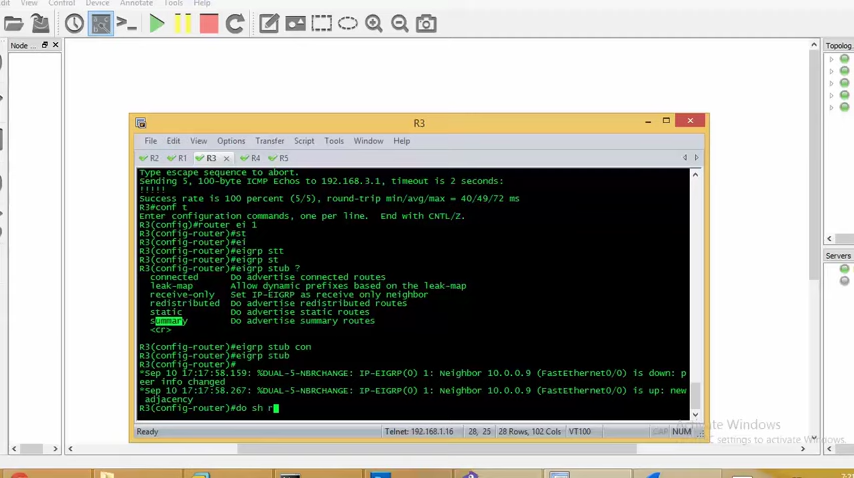 dit View Control Device Annotate Tools Help
Node ...
Topolog
R3
File Edit View Options Transfer Script Tools Window Help
R2 R1 R3 R4 R5
Type escape sequence to abort.
Sending 5, 100-byte ICMP Echos to 192.168.3.1, timeout is 2 seconds:
!!!!!
Success rate is 100 percent (5/5), round-trip min/avg/max = 40/49/72 ms
R3#conf t
Enter configuration commands, one per line.  End with CNTL/Z.
R3(config)#router ei 1
R3(config-router)#st
R3(config-router)#ei
R3(config-router)#eigrp stt
R3(config-router)#eigrp st
R3(config-router)#eigrp stub ?
connected Do advertise connected routes
leak-map Allow dynamic prefixes based on the leak-map
receive-only Set IP-EIGRP as receive only neighbor
redistributed Do advertise redistributed routes
static Do advertise static routes
summary Do advertise summary routes
<cr>
R3(config-router)#eigrp stub con
R3(config-router)#eigrp stub
R3(config-router)#
*Sep 10 17:17:58.159: %DUAL-5-NBRCHANGE: IP-EIGRP(0) 1: Neighbor 10.0.0.9 (FastEthernet0/0) is down: p
eer info changed
*Sep 10 17:17:58.267: %DUAL-5-NBRCHANGE: IP-EIGRP(0) 1: Neighbor 10.0.0.9 (FastEthernet0/0) is up: new
adjacency
R3(config-router)#do sh r
Servers
Ready Telnet: 192.168.1.16 28, 25 28 Rows, 102 Cols VT100 CAP NUM
Activate Windows
settings to activate Windows.